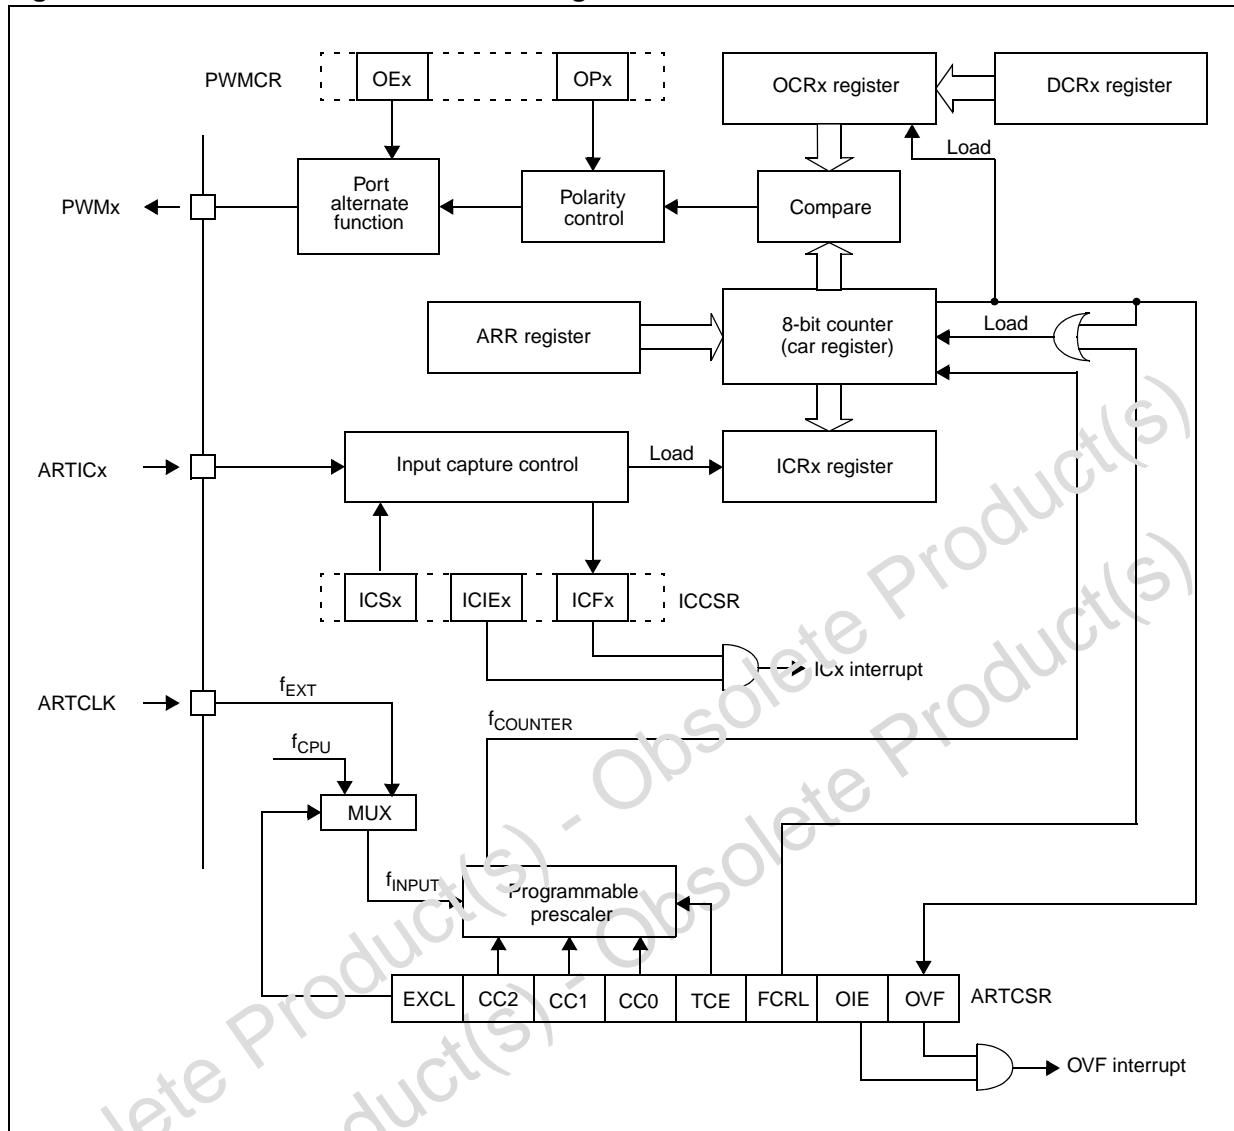 PWMCR
OEx
OPx
OCRx register
DCRx register
Load
PWMx
Port
alternate
function
Polarity
control
Compare
ARR register
8-bit counter
(car register)
Load
ARTICx
Input capture control
Load
ICRx register
ICSx
ICIEx
ICFx
ICCSR
ICx interrupt
ARTCLK
fEXT
fCPU
fCOUNTER
MUX
fINPUT
Programmable
prescaler
EXCL
CC2
CC1
CC0
TCE
FCRL
OIE
OVF
ARTCSR
OVF interrupt
lete Product(s) - Obsolete Product(s)
duct(s) - Obsolete Product(s)